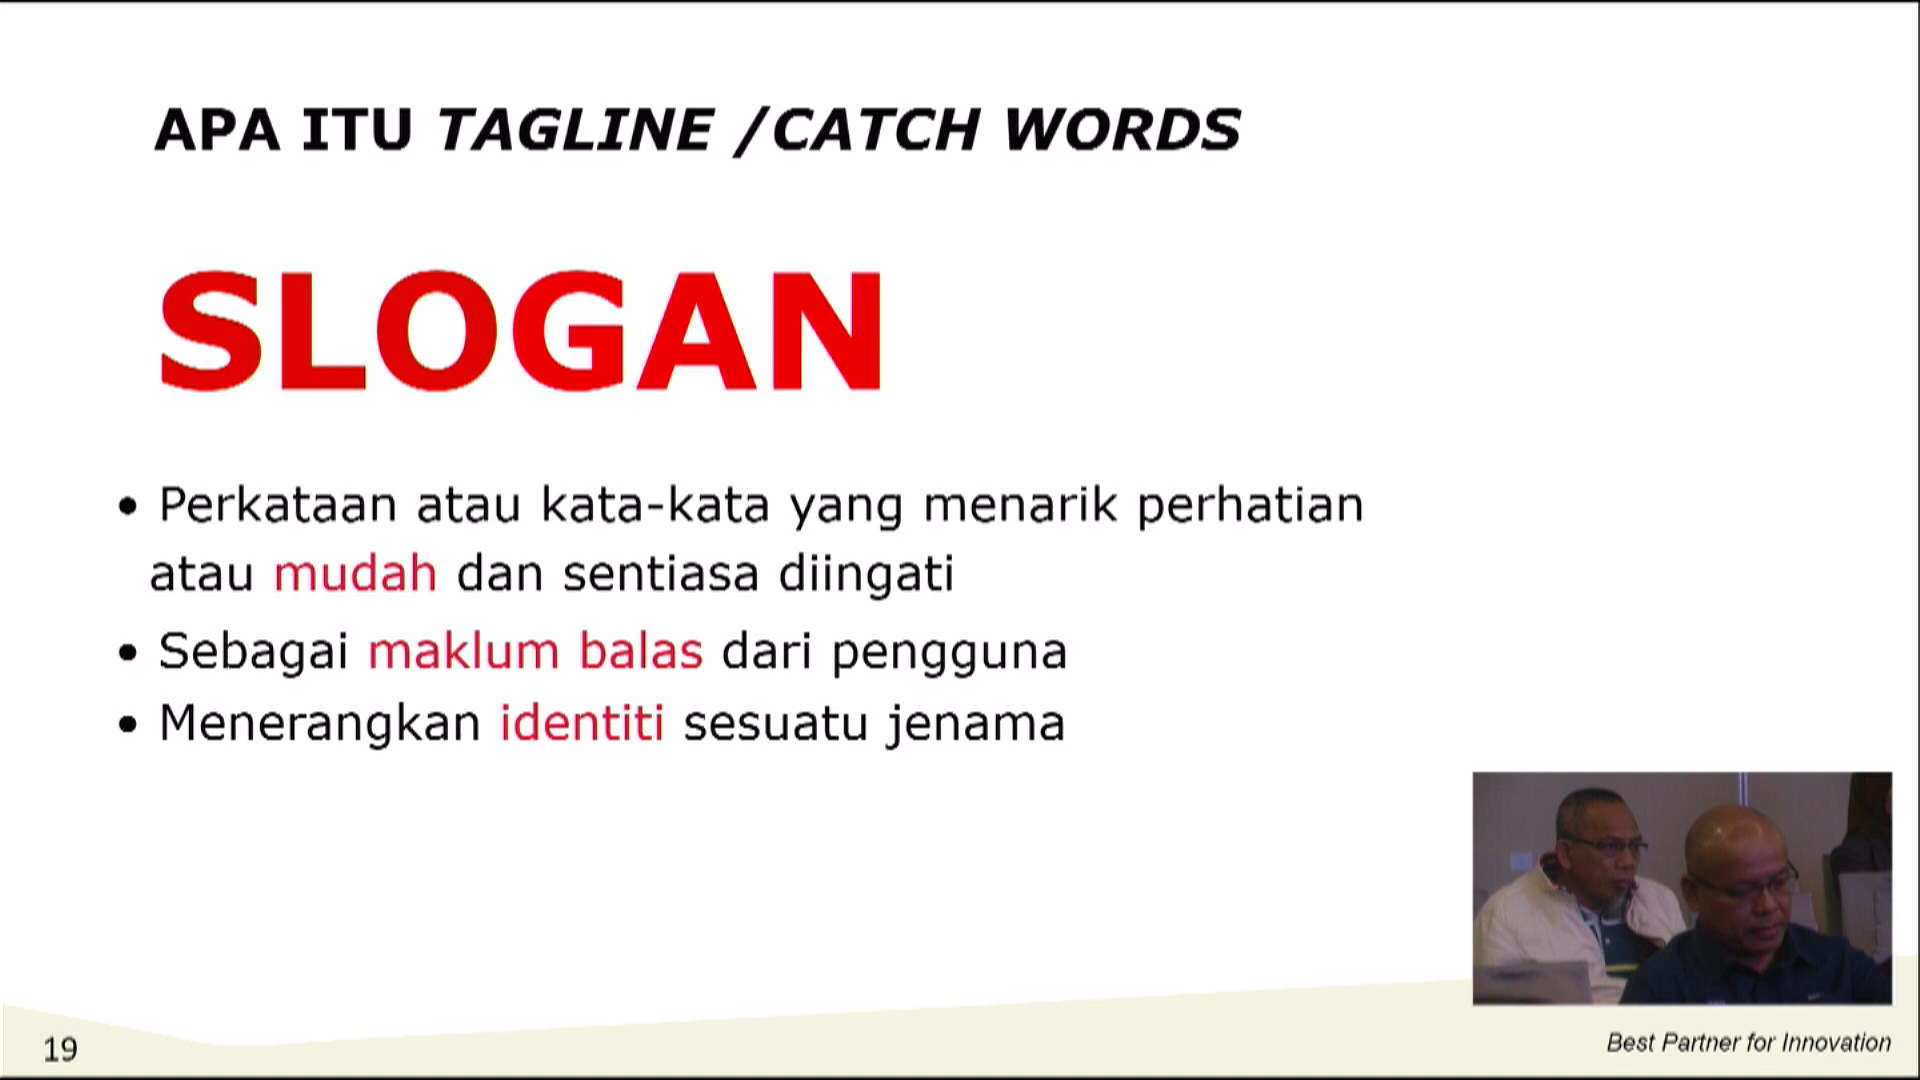 APA ITU TAGLINE /CATCH WORDS
SLOGAN
• Perkataan atau kata-kata yang menarik perhatian
atau mudah dan sentiasa diingati
• Sebagai maklum balas dari pengguna
• Menerangkan identiti sesuatu jenama
19
Best Partner for Innovation